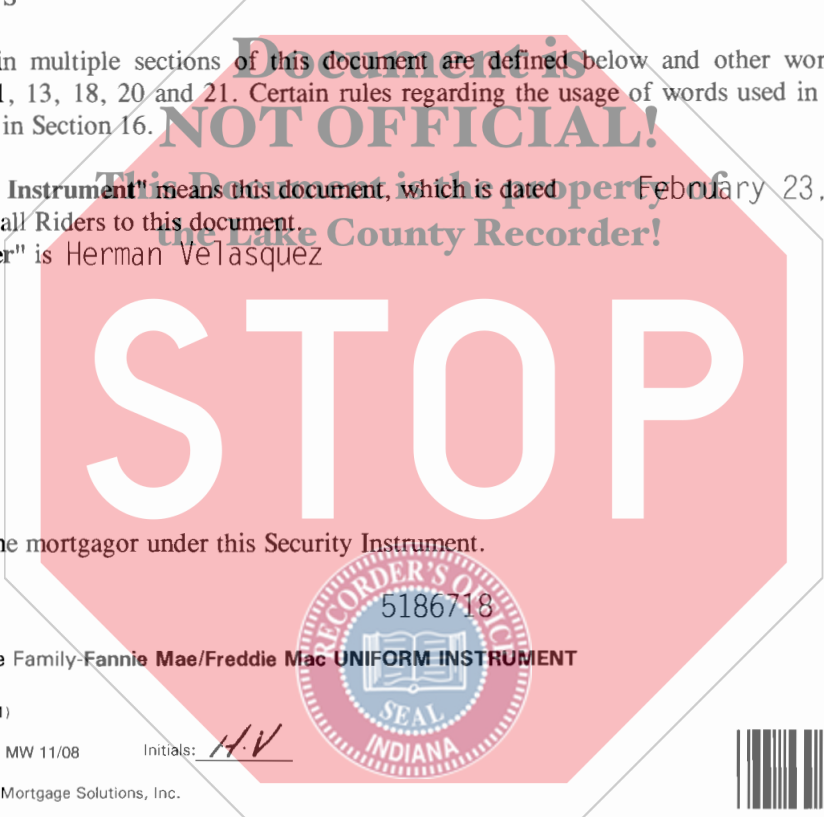 in multiple sections of this document are defined below and other wor
1, 13, 18, 20 and 21. Certain rules regarding the usage of words used in
in Section 16.
Document is
NOT OFFICIAL!
This Document is the property of
the Lake County Recorder!
Instrument" means this document, which is dated February 23,
all Riders to this document.
er" is Herman Velasquez
STOP
he mortgagor under this Security Instrument.
RECORDER'S OFFICE
SEAL
INDIANA
5186718
e Family-Fannie Mae/Freddie Mac UNIFORM INSTRUMENT
MW 11/08 Initials: H.V
Mortgage Solutions, Inc.